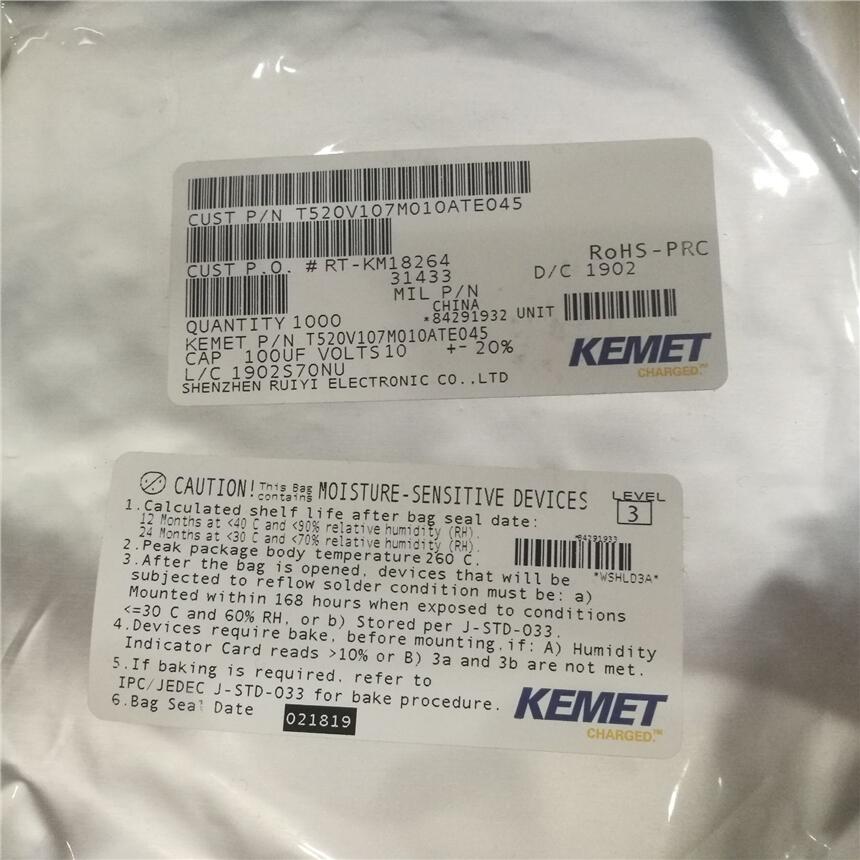 CUST P/N T520V107M010ATE045
CUST P.O. # RT-KM18264
31433
RoHS-PRC
D/C 1902
MIL P/N
CHINA
*84291932 UNIT
QUANTITY 1000
KEMET P/N T520V107M010ATE045
CAP 100UF VOLTS10 +- 20%
L/C 1902S70NU
SHENZHEN RUIYI ELECTRONIC CO.,LTD
KEMET
CHARGED.™
CAUTION! This Bag contains MOISTURE-SENSITIVE DEVICES
LEVEL
3
1.Calculated shelf life after bag seal date:
12 Months at <40 C and <90% relative humidity (RH).
24 Months at <30 C and <70% relative humidity (RH).
2.Peak package body temperature 260 C.
*84291933
*WSHLD3A*
3.After the bag is opened, devices that will be
subjected to reflow solder condition must be: a)
Mounted within 168 hours when exposed to conditions
<=30 C and 60% RH, or b) Stored per J-STD-033.
4.Devices require bake, before mounting,if: A) Humidity
Indicator Card reads >10% or B) 3a and 3b are not met.
5.If baking is required, refer to
IPC/JEDEC J-STD-033 for bake procedure.
6.Bag Seal Date 021819
KEMET
CHARGED.™